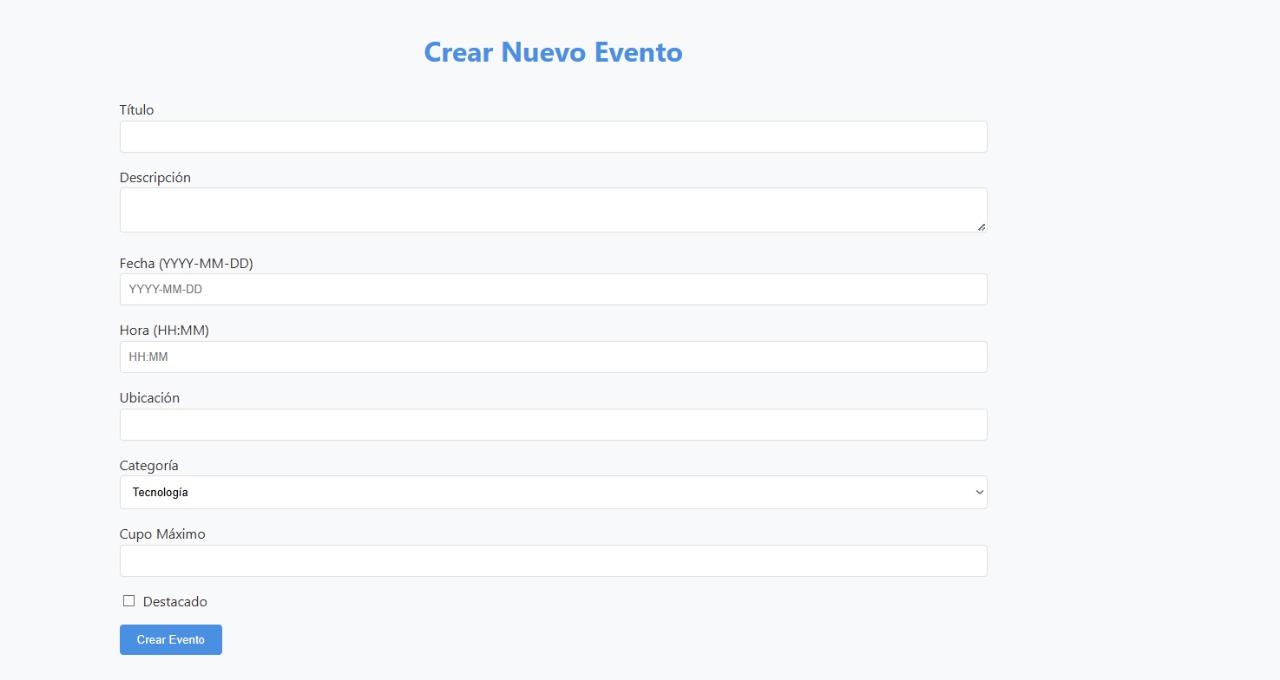 Crear Nuevo Evento
Título
Descripción
Fecha (YYYY-MM-DD)
YYYY-MM-DD
Hora (HH:MM)
HH:MM
Ubicación
Categoría
Tecnología
Cupo Máximo
Destacado
Crear Evento